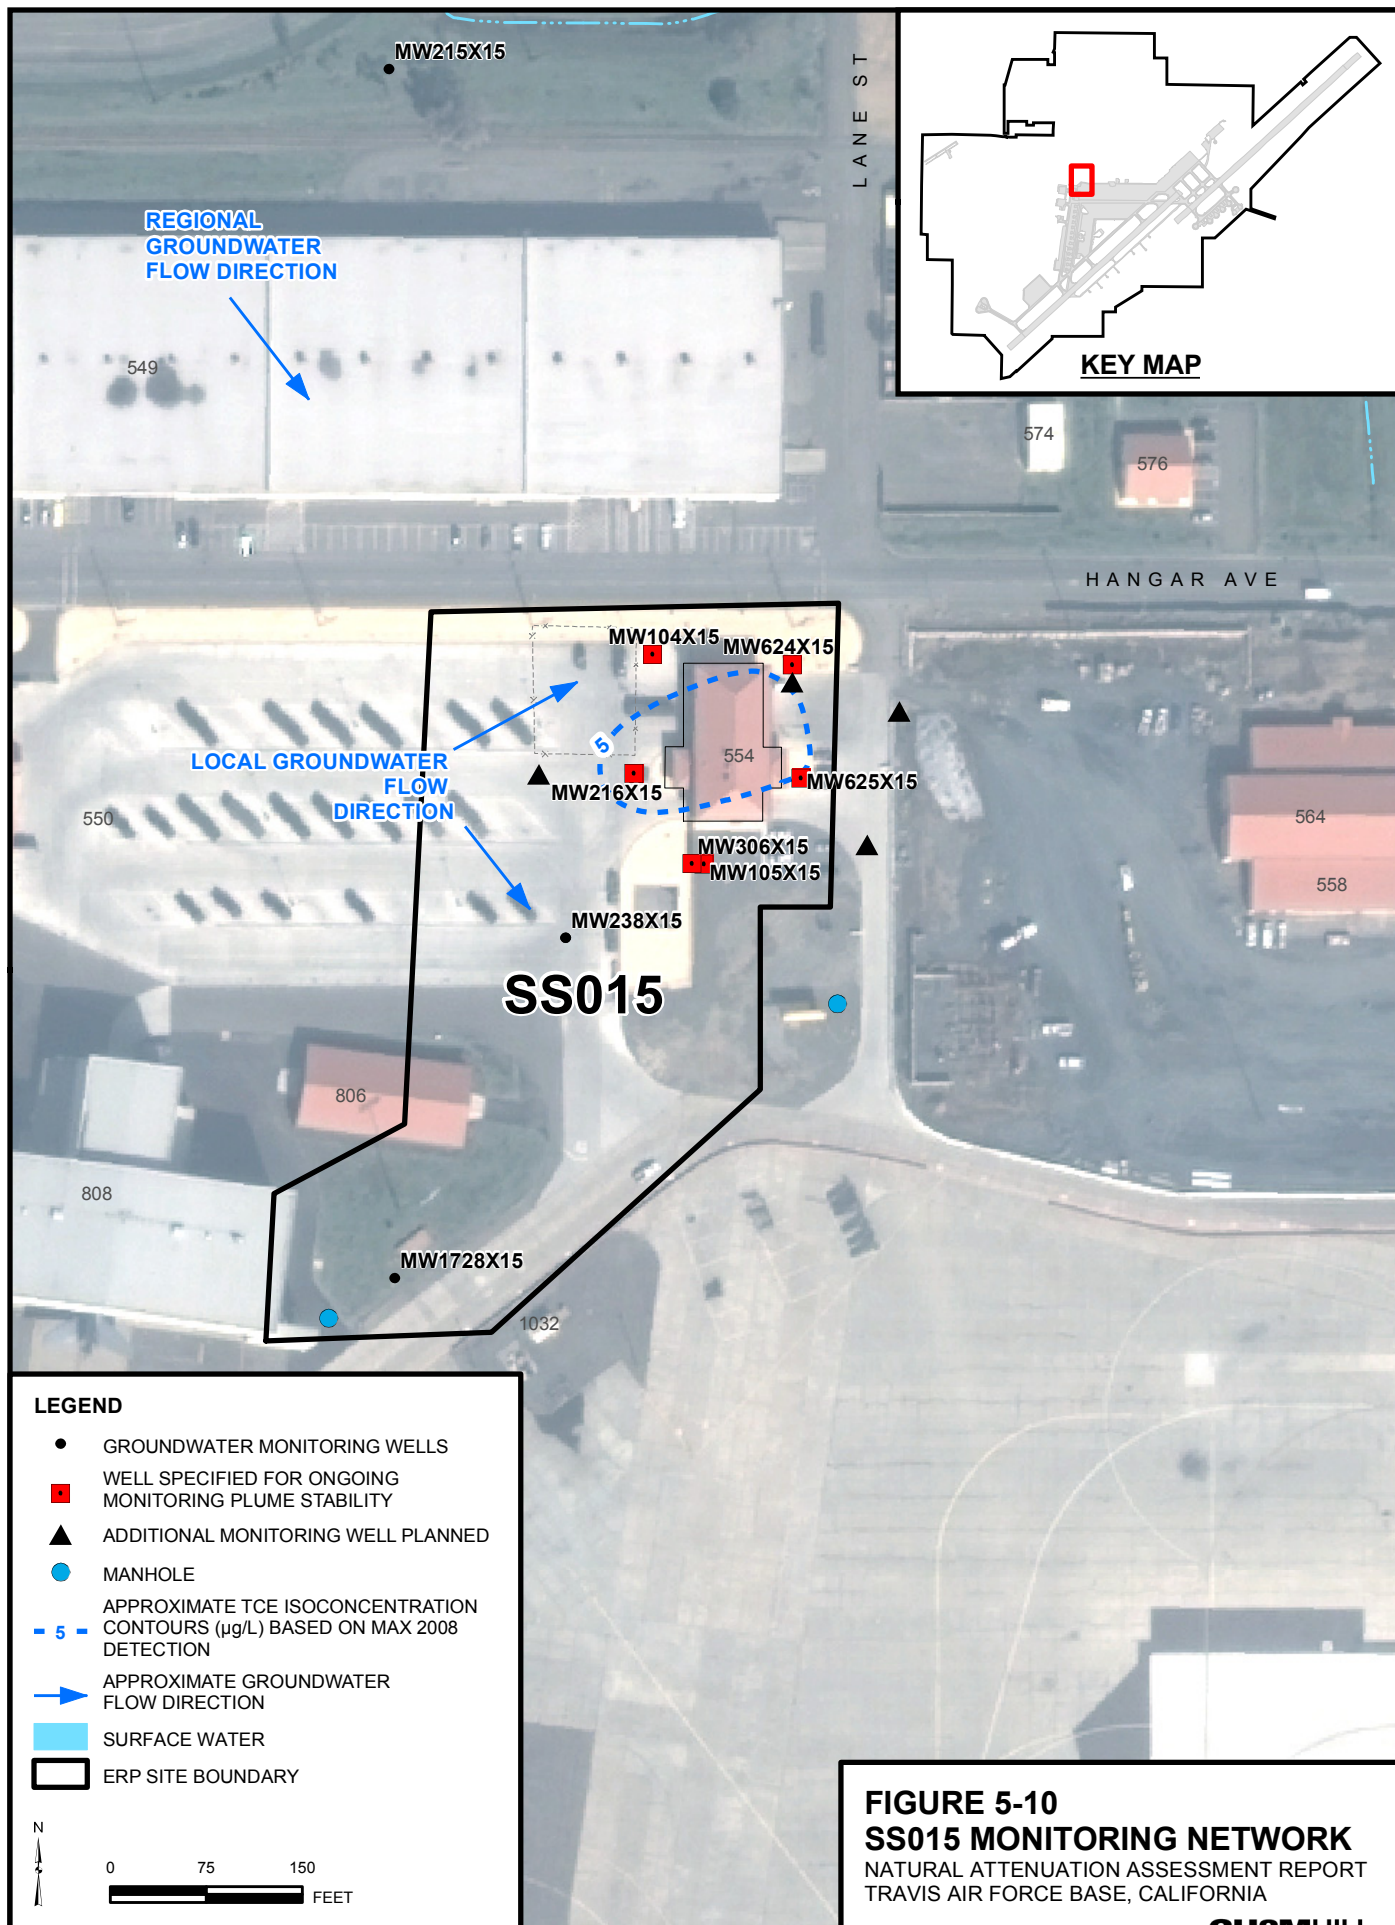 MW215X15
LANE ST
REGIONAL
GROUNDWATER
FLOW DIRECTION
549
KEY MAP
574
576
HANGAR AVE
MW104X15
MW624X15
5
554
LOCAL GROUNDWATER
FLOW
DIRECTION
MW216X15
MW625X15
550
564
MW306X15
MW105X15
558
MW238X15
SS015
806
808
MW1728X15
1032
LEGEND
GROUNDWATER MONITORING WELLS
WELL SPECIFIED FOR ONGOING
MONITORING PLUME STABILITY
ADDITIONAL MONITORING WELL PLANNED
MANHOLE
5
APPROXIMATE TCE ISOCONCENTRATION
CONTOURS (µg/L) BASED ON MAX 2008
DETECTION
APPROXIMATE GROUNDWATER
FLOW DIRECTION
SURFACE WATER
ERP SITE BOUNDARY
N
0 75 150
FEET
FIGURE 5-10
SS015 MONITORING NETWORK
NATURAL ATTENUATION ASSESSMENT REPORT
TRAVIS AIR FORCE BASE, CALIFORNIA